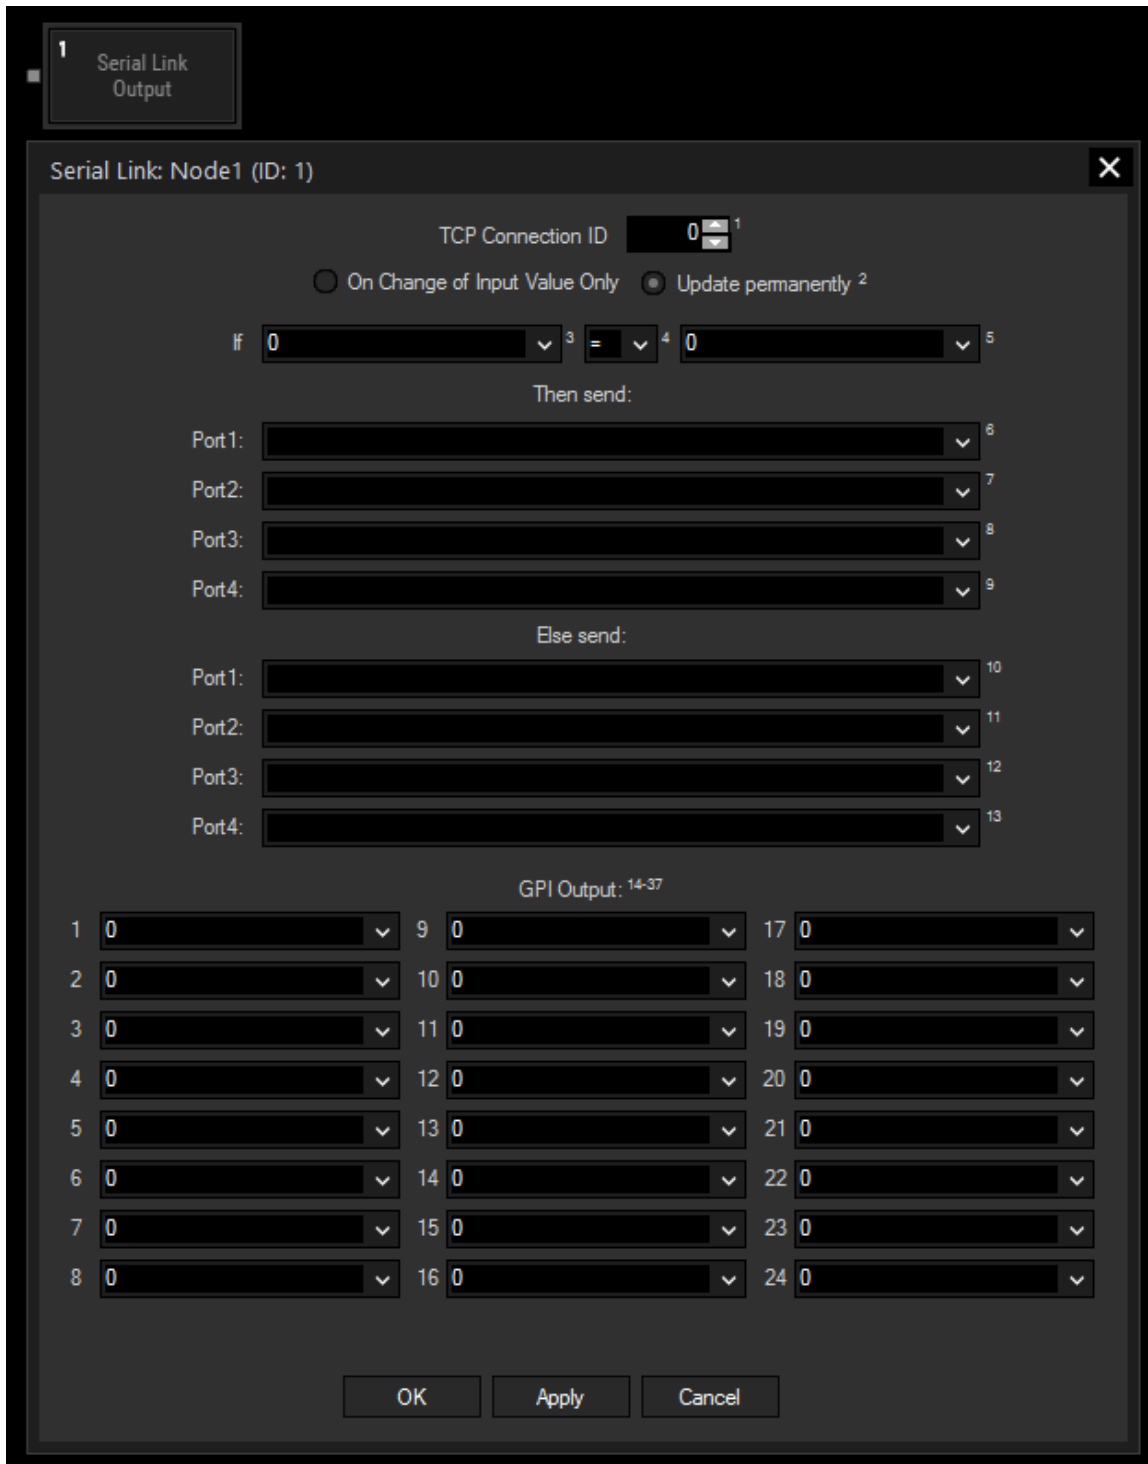 1
Serial Link
Output
Serial Link: Node1 (ID: 1)
TCP Connection ID 0 1
On Change of Input Value Only Update permanently 2
If 0 3 = 4 0 5
Then send:
Port1: 6
Port2: 7
Port3: 8
Port4: 9
Else send:
Port1: 10
Port2: 11
Port3: 12
Port4: 13
GPI Output: 14-37
1 0 9 0 17 0
2 0 10 0 18 0
3 0 11 0 19 0
4 0 12 0 20 0
5 0 13 0 21 0
6 0 14 0 22 0
7 0 15 0 23 0
8 0 16 0 24 0
OK Apply Cancel